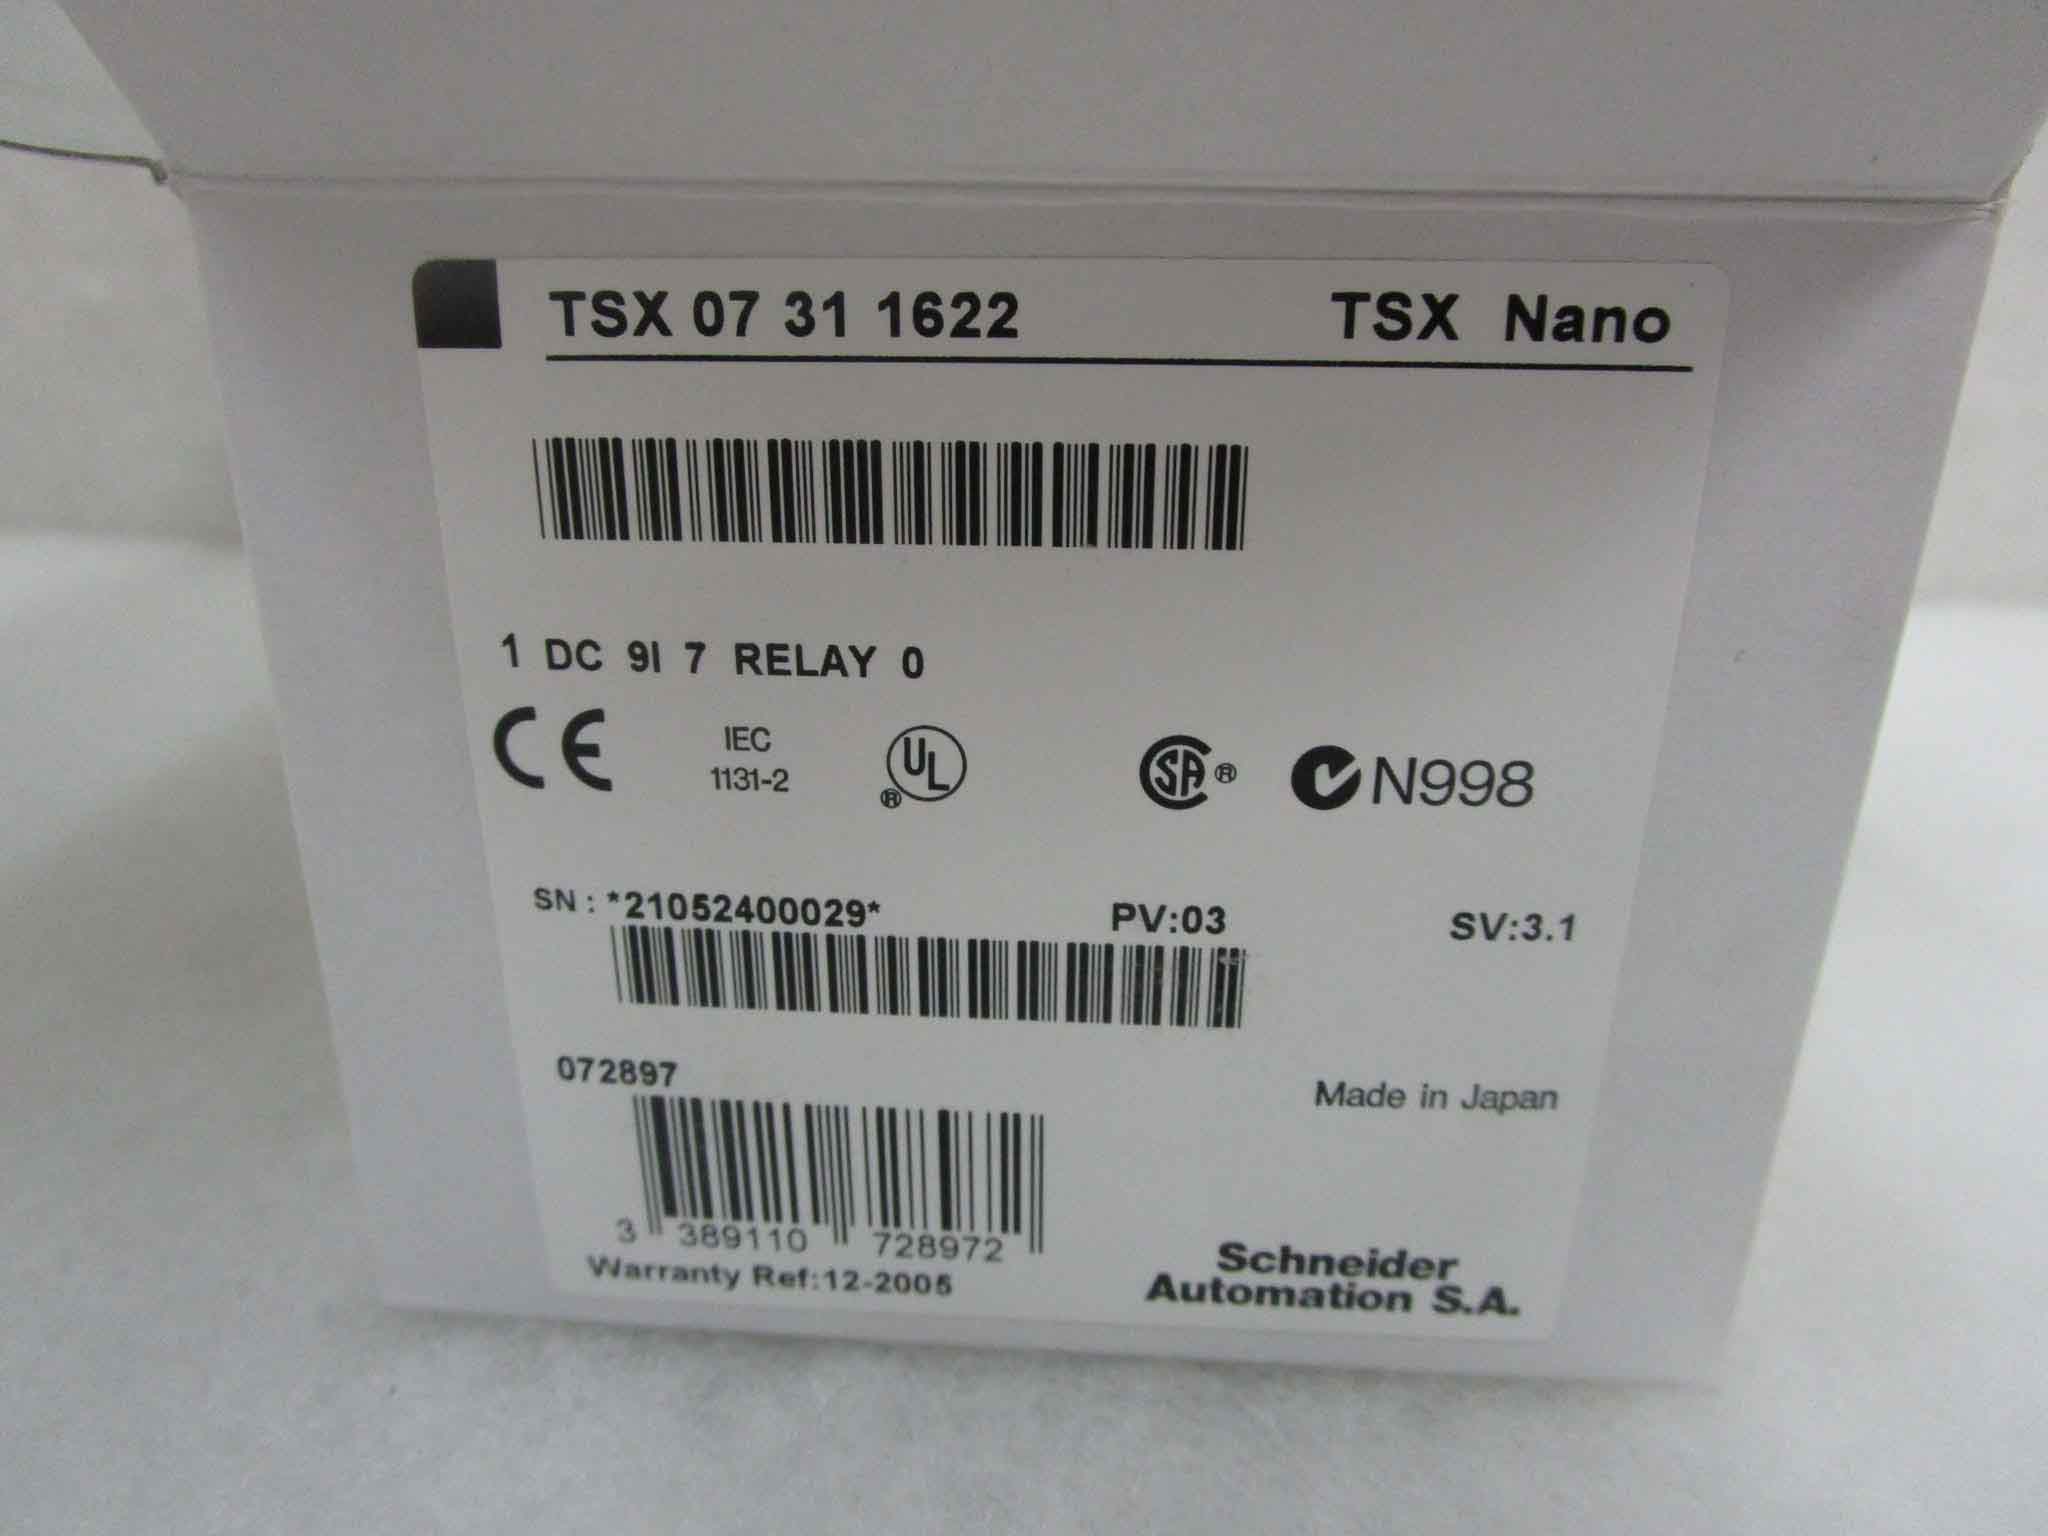 TSX 07 31 1622 TSX Nano
1 DC 9I 7 RELAY 0
CE IEC 1131-2 UL ® SA ® N998
SN : *21052400029* PV:03 SV:3.1
072897
Made in Japan
3 389110 728972
Warranty Ref:12-2005
Schneider
Automation S.A.